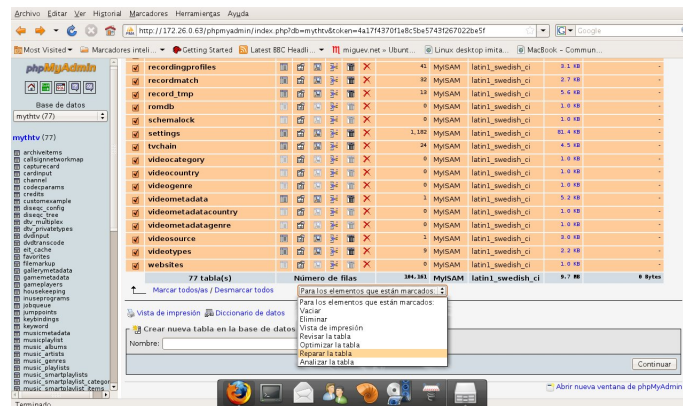 Archivo Editar Ver Historial Marcadores Herramientas Ayuda
http://172.26.0.63/phpmyadmin/index.php?db=mythtv&token=4a17f4370f1e8c5be5743f267022be5f
Google
Most Visited Marcadores inteli... Getting Started Latest BBC Headli... miguev.net » Ubunt... Linux desktop imita... MacBook - Commun...
phpMyAdmin
Base de datos
mythtv (77)
mythtv (77)
archiveitems
callsignnetworkmap
capturecard
cardinput
channel
codecparams
credits
customexample
diseqc_config
diseqc_tree
dtv_multiplex
dtv_privatetypes
dvdinput
dvdtranscode
eit_cache
favorites
filemarkup
gallerymetadata
gamemetadata
gameplayers
housekeeping
inuseprograms
jobqueue
jumppoints
keybindings
keyword
musicmetadata
musicplaylist
music_albums
music_artists
music_genres
music_playlists
music_smartplaylists
music_smartplaylist_categor
music_smartplaylist_items
recordingprofiles 41 MyISAM latin1_swedish_ci 3.1 KB -
recordmatch 32 MyISAM latin1_swedish_ci 2.7 KB -
record_tmp 13 MyISAM latin1_swedish_ci 5.6 KB -
romdb 0 MyISAM latin1_swedish_ci 1.0 KB -
schemalock 0 MyISAM latin1_swedish_ci 1.0 KB -
settings 1,182 MyISAM latin1_swedish_ci 81.4 KB -
tvchain 24 MyISAM latin1_swedish_ci 4.5 KB -
videocategory 0 MyISAM latin1_swedish_ci 1.0 KB -
videocountry 0 MyISAM latin1_swedish_ci 1.0 KB -
videogenre 0 MyISAM latin1_swedish_ci 1.0 KB -
videometadata 1 MyISAM latin1_swedish_ci 5.2 KB -
videometadatacountry 0 MyISAM latin1_swedish_ci 1.0 KB -
videometadatagenre 0 MyISAM latin1_swedish_ci 1.0 KB -
videosource 1 MyISAM latin1_swedish_ci 3.0 KB -
videotypes 9 MyISAM latin1_swedish_ci 2.2 KB -
websites 0 MyISAM latin1_swedish_ci 1.0 KB -
77 tabla(s) Número de filas 104,161 MyISAM latin1_swedish_ci 9.7 MB 0 Bytes
Marcar todos/as / Desmarcar todos
Para los elementos que están marcados:
Para los elementos que están marcados:
Vaciar
Eliminar
Vista de impresión
Revisar la tabla
Optimizar la tabla
Reparar la tabla
Analizar la tabla
Vista de impresión Diccionario de datos
Crear nueva tabla en la base de datos
Nombre:
Continuar
Abrir nueva ventana de phpMyAdmin
Terminado